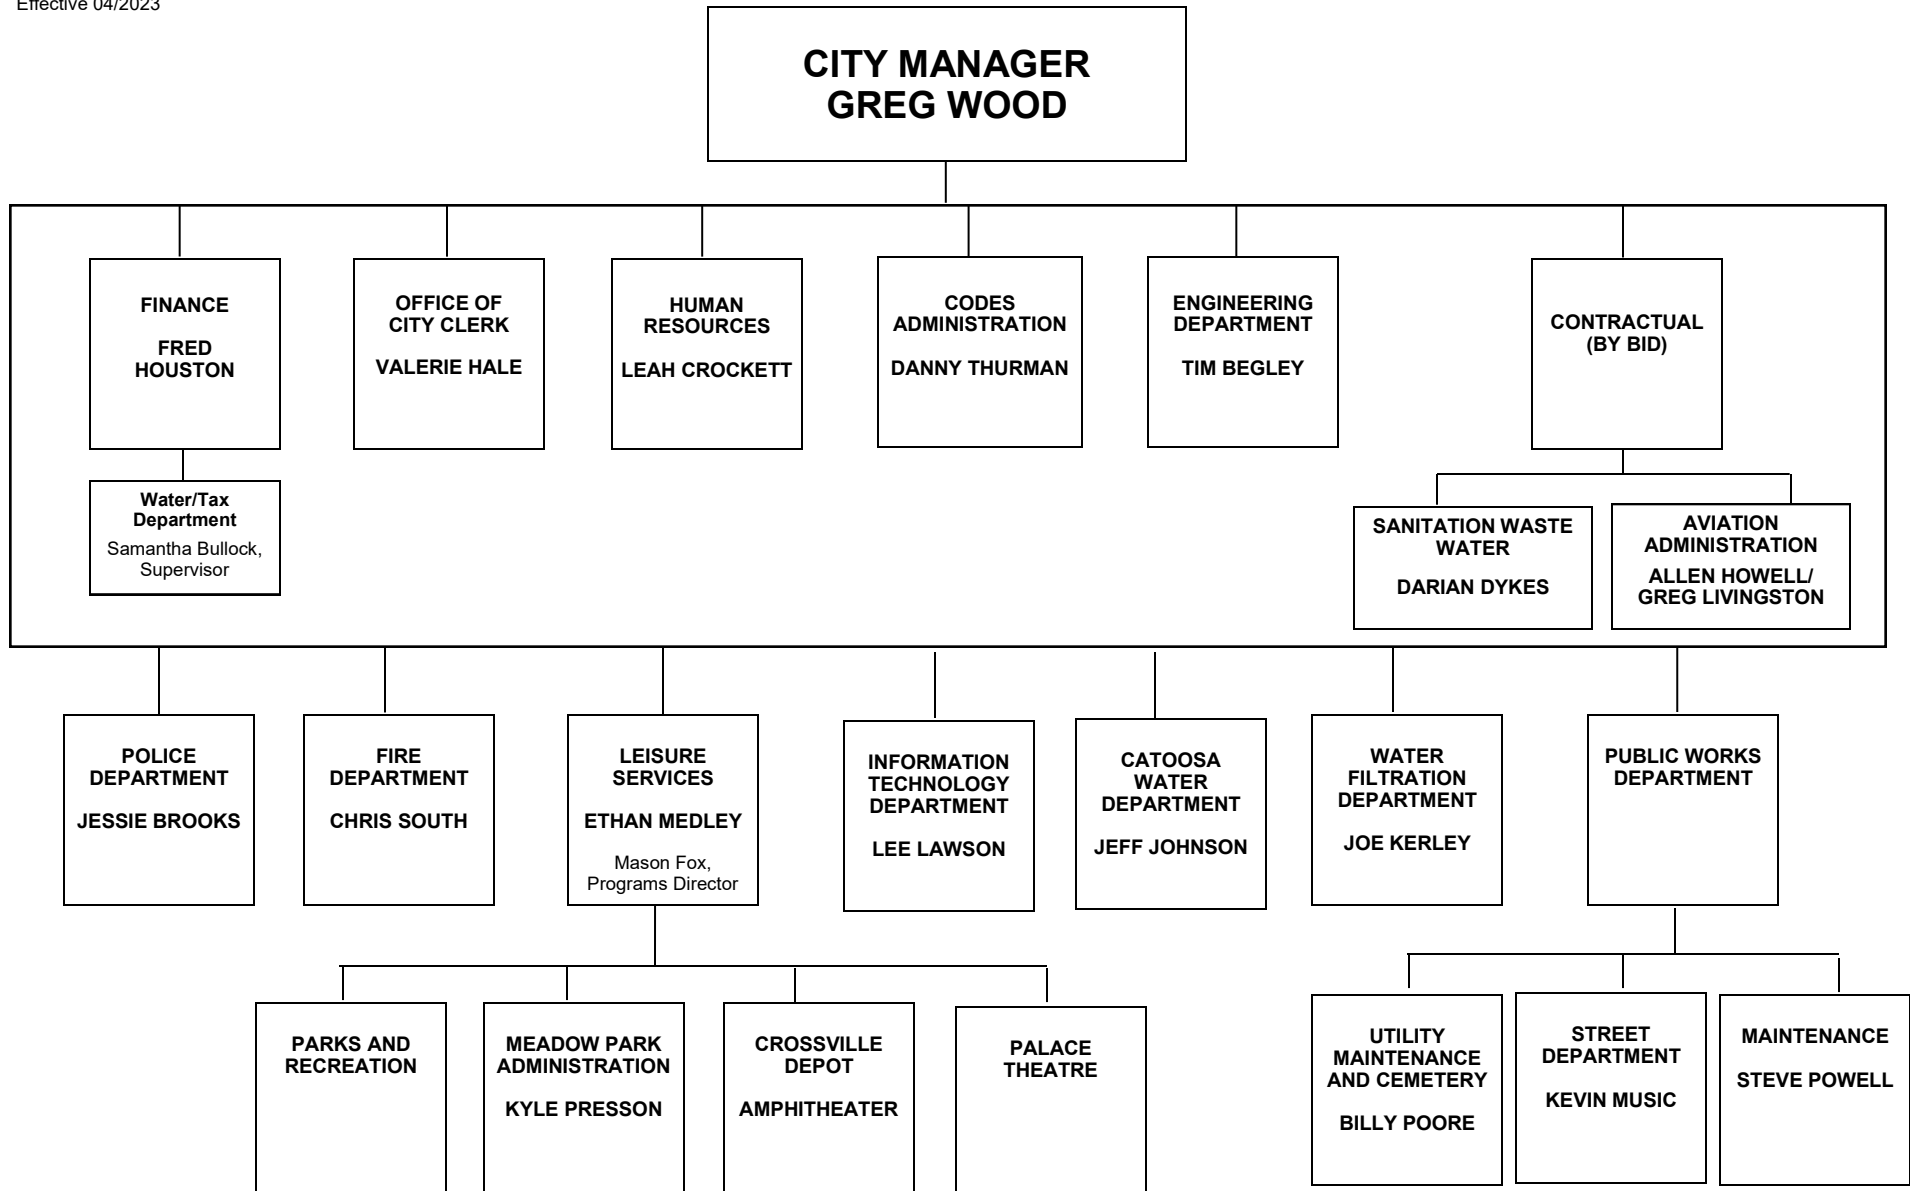 Effective 04/2023
CITY MANAGER
GREG WOOD
FINANCE
FRED
HOUSTON
OFFICE OF
CITY CLERK
VALERIE HALE
HUMAN
RESOURCES
LEAH CROCKETT
CODES
ADMINISTRATION
DANNY THURMAN
ENGINEERING
DEPARTMENT
TIM BEGLEY
CONTRACTUAL
(BY BID)
Water/Tax
Department
Samantha Bullock,
Supervisor
SANITATION WASTE
WATER
DARIAN DYKES
AVIATION
ADMINISTRATION
ALLEN HOWELL/
GREG LIVINGSTON
POLICE
DEPARTMENT
JESSIE BROOKS
FIRE
DEPARTMENT
CHRIS SOUTH
LEISURE
SERVICES
ETHAN MEDLEY
Mason Fox,
Programs Director
INFORMATION
TECHNOLOGY
DEPARTMENT
LEE LAWSON
CATOOSA
WATER
DEPARTMENT
JEFF JOHNSON
WATER
FILTRATION
DEPARTMENT
JOE KERLEY
PUBLIC WORKS
DEPARTMENT
PARKS AND
RECREATION
MEADOW PARK
ADMINISTRATION
KYLE PRESSON
CROSSVILLE
DEPOT
AMPHITHEATER
PALACE
THEATRE
UTILITY
MAINTENANCE
AND CEMETERY
BILLY POORE
STREET
DEPARTMENT
KEVIN MUSIC
MAINTENANCE
STEVE POWELL